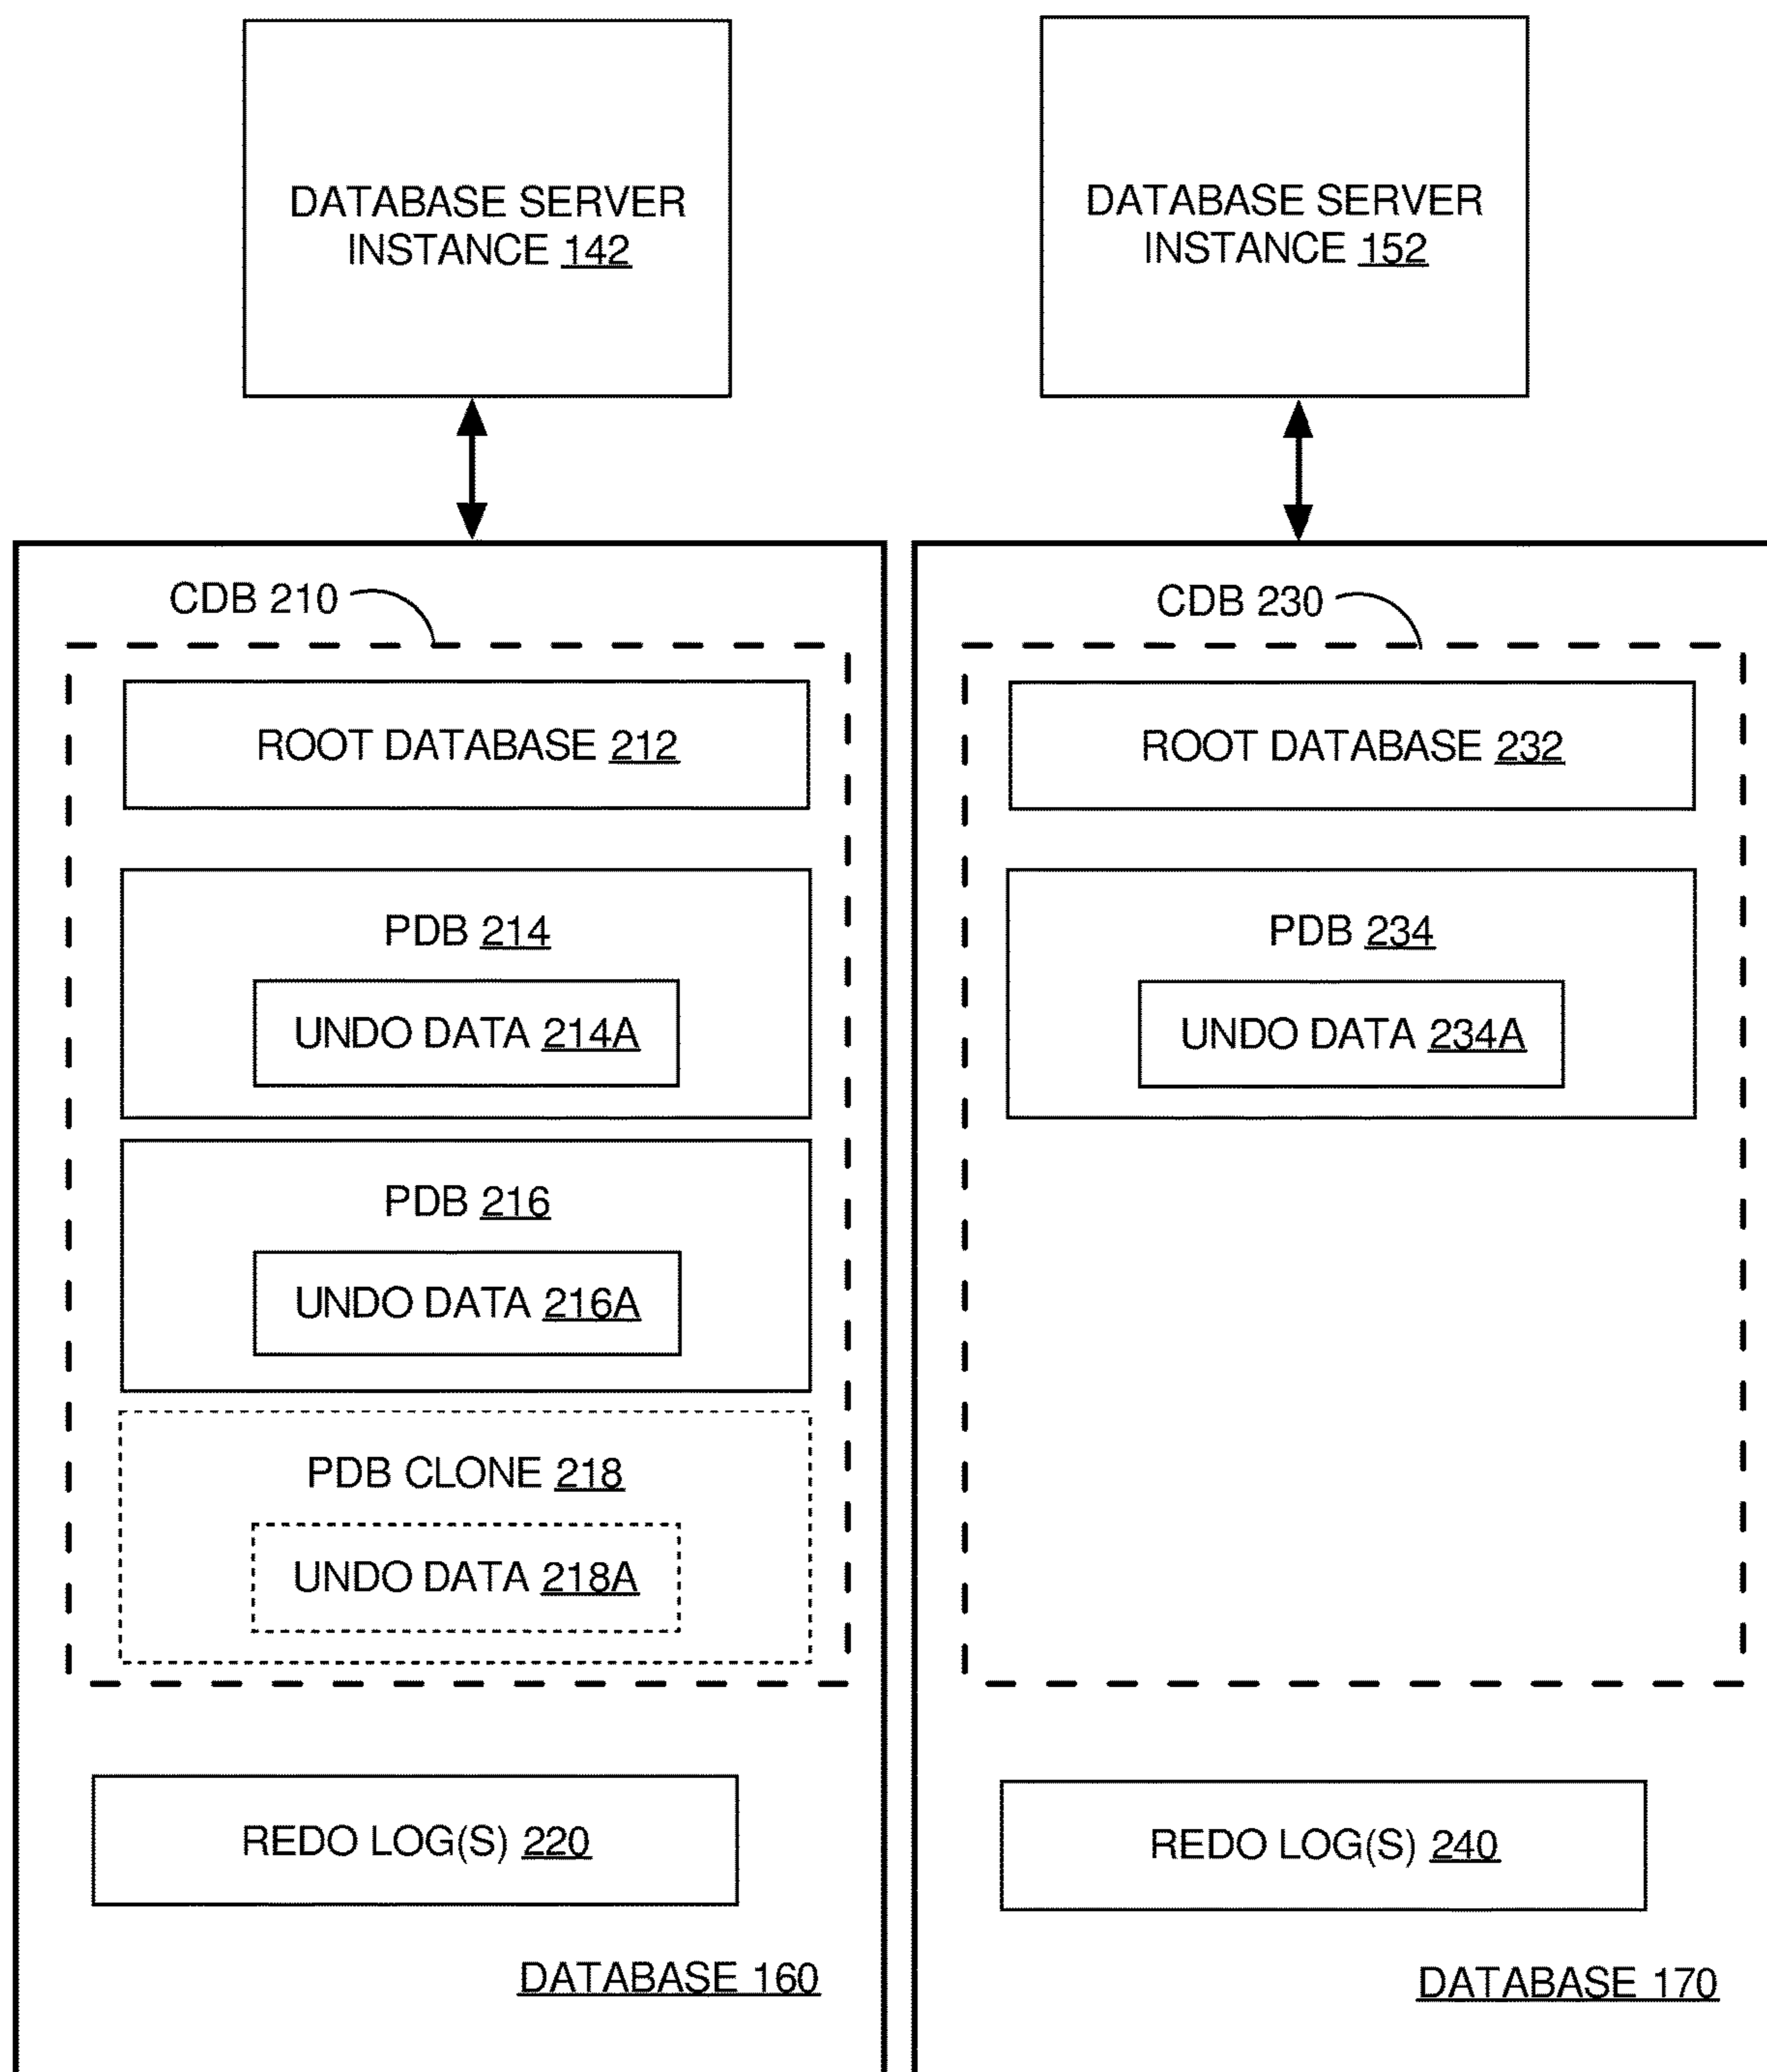 DATABASE SERVER
INSTANCE 142
DATABASE SERVER
INSTANCE 152
CDB 210
ROOT DATABASE 212
PDB 214
UNDO DATA 214A
PDB 216
UNDO DATA 216A
PDB CLONE 218
UNDO DATA 218A
REDO LOG(S) 220
DATABASE 160
CDB 230
ROOT DATABASE 232
PDB 234
UNDO DATA 234A
REDO LOG(S) 240
DATABASE 170